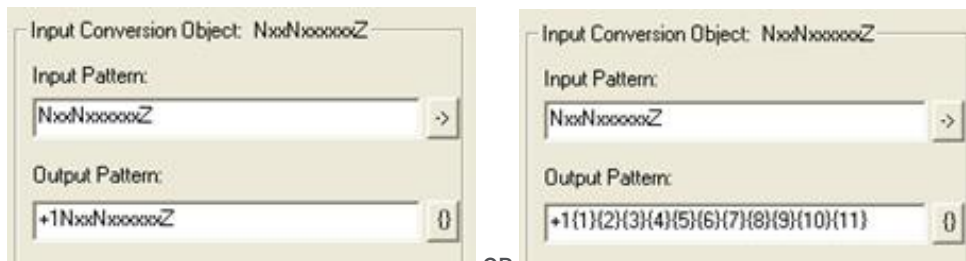 Input Conversion Object: NxxNxxxxxxZ
Input Pattern:
NxxNxxxxxxZ
->
Output Pattern:
+1NxxNxxxxxxZ
{}
OR
Input Conversion Object: NxxNxxxxxxZ
Input Pattern:
NxxNxxxxxxZ
->
Output Pattern:
+1{1}{2}{3}{4}{5}{6}{7}{8}{9}{10}{11}
{}